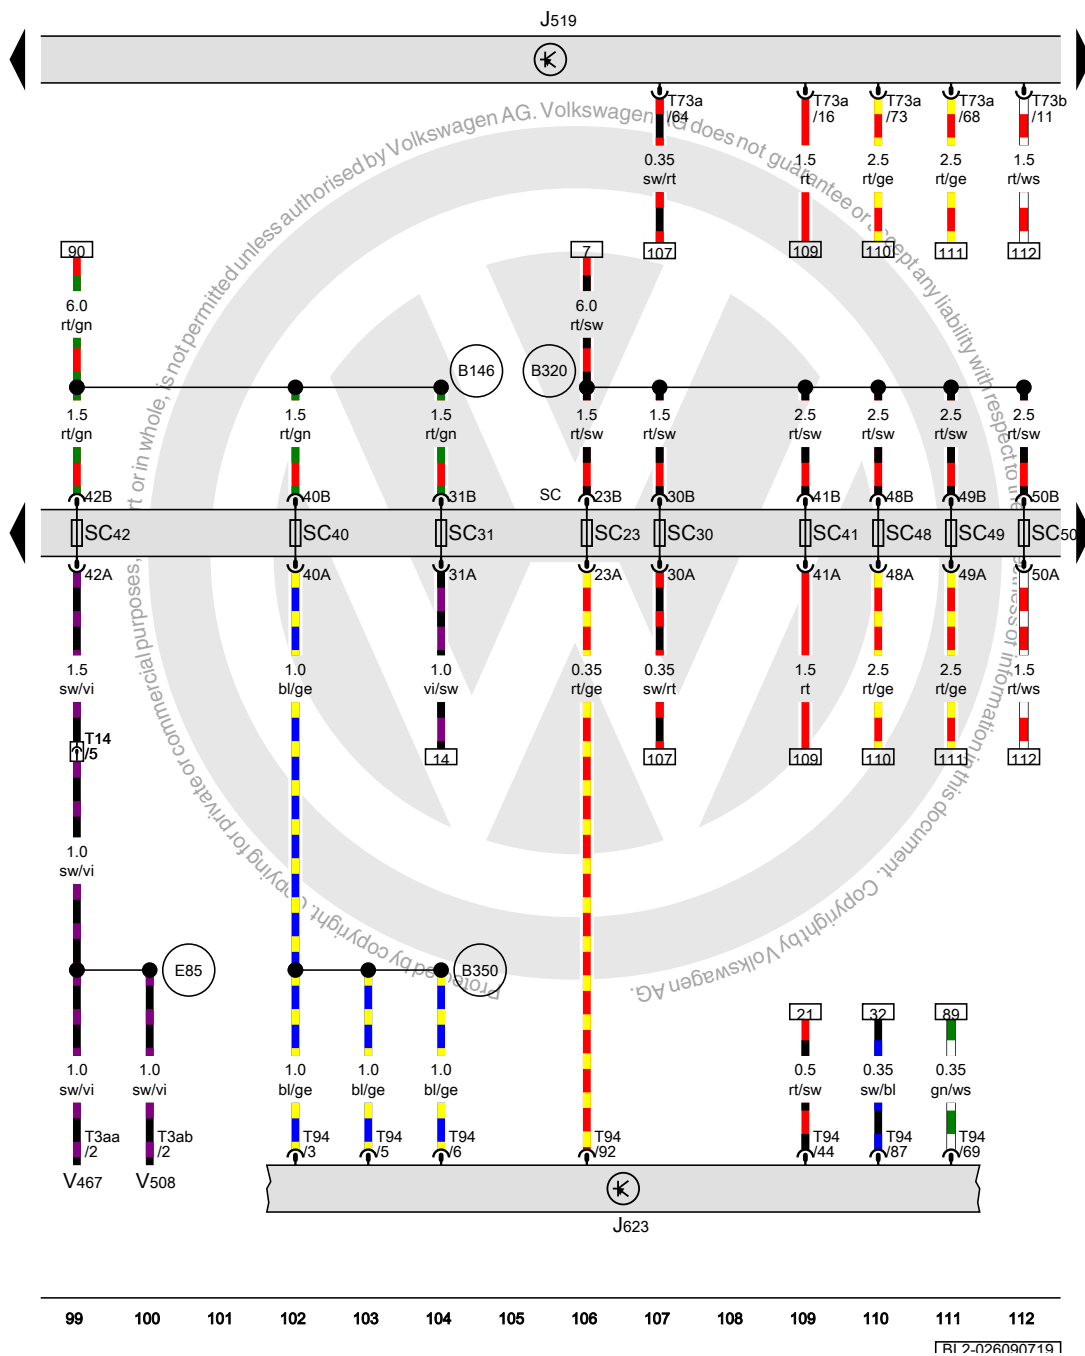 J519
T73a
/64
T73a
/16
T73a
/73
T73a
/68
T73b
/11
0.35
sw/rt
1.5
rt
2.5
rt/ge
2.5
rt/ge
1.5
rt/ws
90
7
107
109
110
111
112
6.0
rt/gn
6.0
rt/sw
B146
B320
1.5
rt/gn
1.5
rt/gn
1.5
rt/gn
1.5
rt/sw
1.5
rt/sw
2.5
rt/sw
2.5
rt/sw
2.5
rt/sw
2.5
rt/sw
42B
40B
31B
SC
23B
30B
41B
48B
49B
50B
SC42
SC40
SC31
SC23
SC30
SC41
SC48
SC49
SC50
42A
40A
31A
23A
30A
41A
48A
49A
50A
1.5
sw/vi
1.0
bl/ge
1.0
vi/sw
0.35
rt/ge
0.35
sw/rt
1.5
rt
2.5
rt/ge
2.5
rt/ge
1.5
rt/ws
T14
/5
14
107
109
110
111
112
1.0
sw/vi
E85
B350
21
32
89
1.0
sw/vi
1.0
sw/vi
1.0
bl/ge
1.0
bl/ge
1.0
bl/ge
0.5
rt/sw
0.35
sw/bl
0.35
gn/ws
T3aa
/2
T3ab
/2
T94
/3
T94
/5
T94
/6
T94
/92
T94
/44
T94
/87
T94
/69
V467
V508
J623
99 100 101 102 103 104 105 106 107 108 109 110 111 112
BL2-026090719